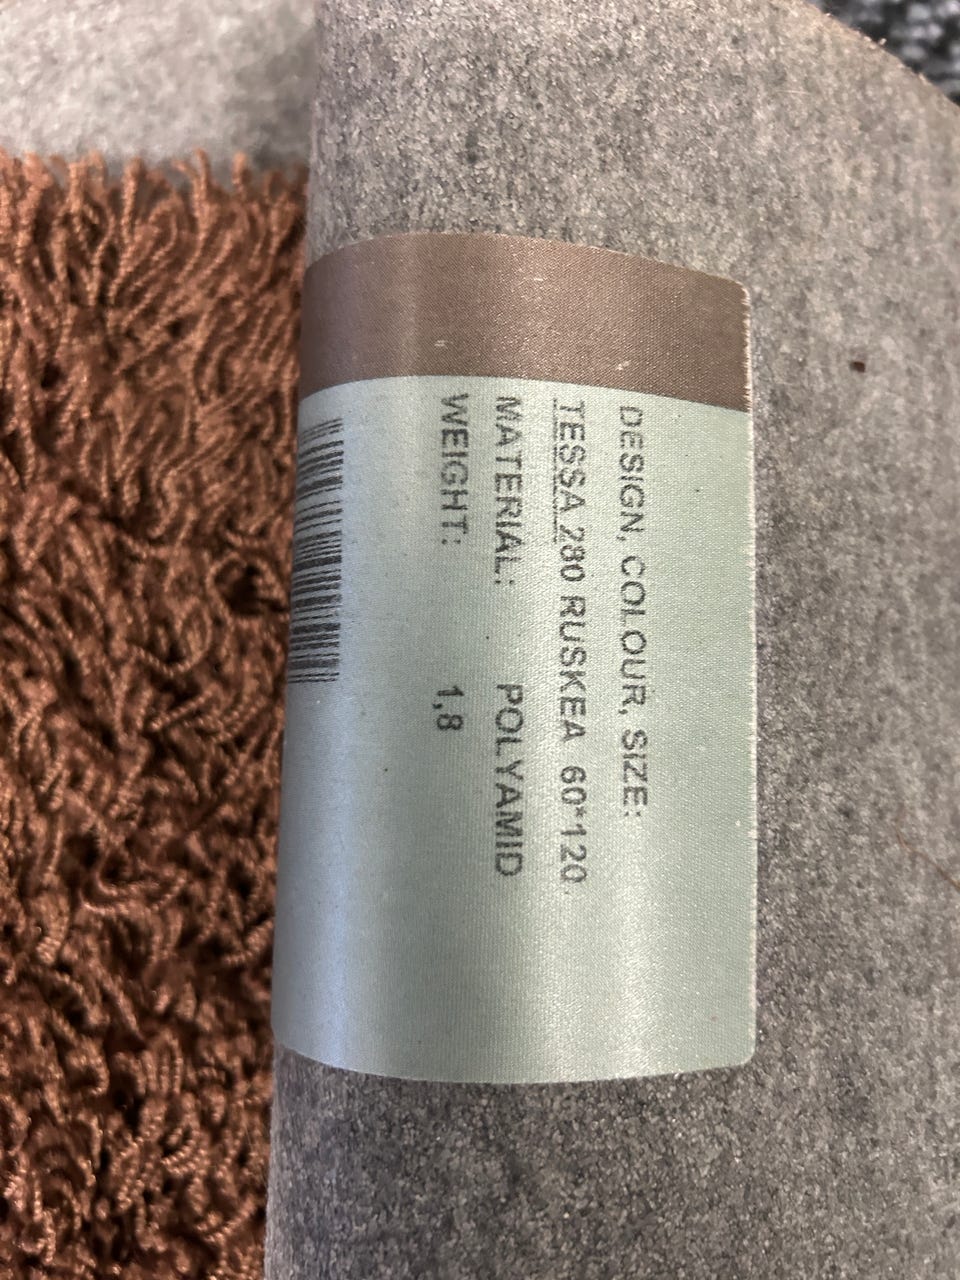 DESIGN, COLOUR, SIZE:
TESSA 280 RUSKEA 60*120
MATERIAL: POLYAMID
WEIGHT: 1,8